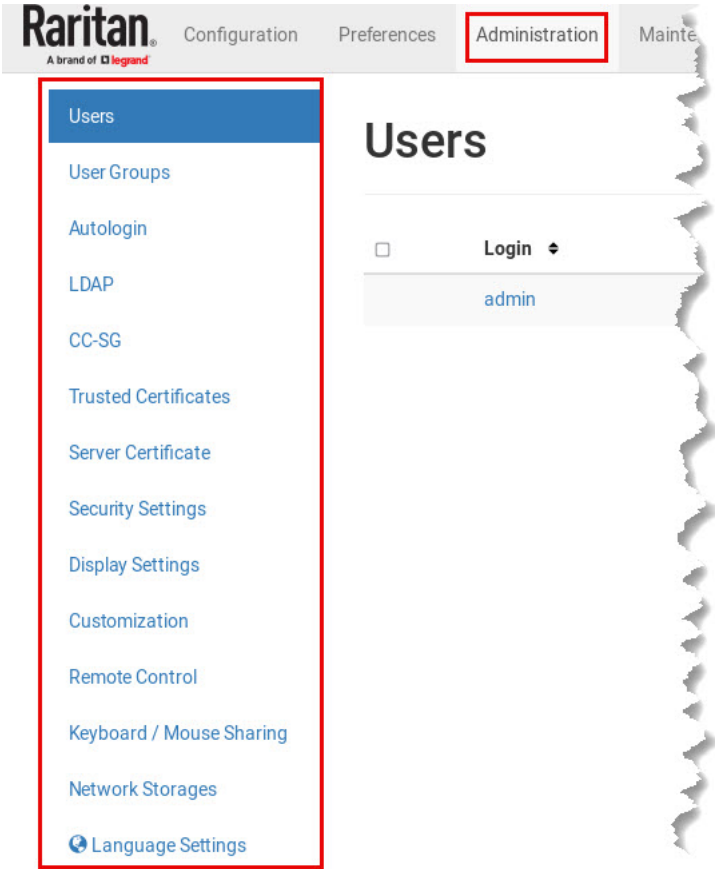 Raritan.
A brand of legrand
Configuration Preferences Administration Mainte
Users
User Groups
Autologin
LDAP
CC-SG
Trusted Certificates
Server Certificate
Security Settings
Display Settings
Customization
Remote Control
Keyboard / Mouse Sharing
Network Storages
Language Settings
Users
Login
admin